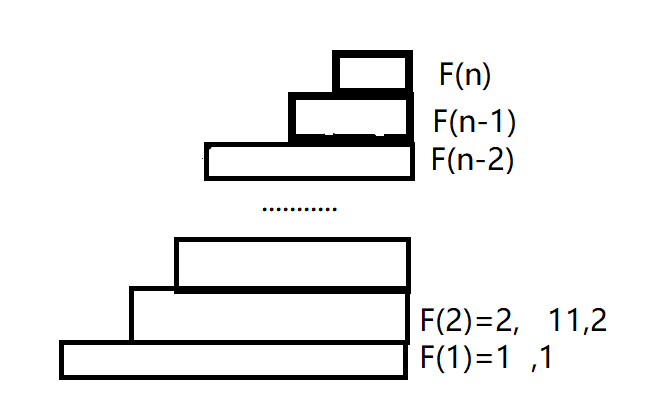 F(n)
F(n-1)
F(n-2)
...........
F(2)=2, 11,2
F(1)=1 ,1